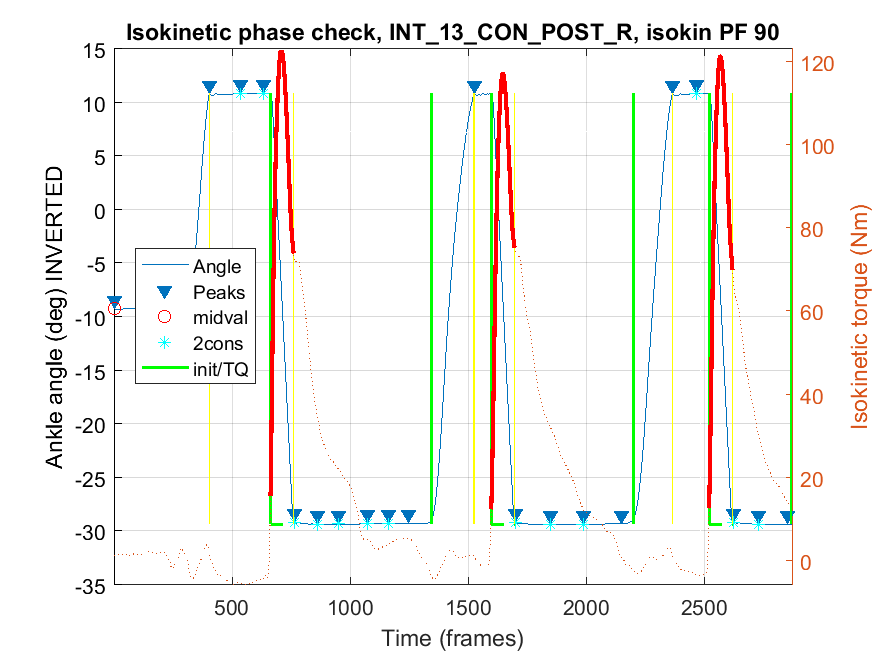 Isokinetic phase check, INT_13_CON_POST_R, isokin PF 90
Ankle angle (deg) INVERTED
15
10
5
0
-5
-10
-15
-20
-25
-30
-35
Angle
Peaks
midval
2cons
init/TQ
120
100
80
60
40
20
0
Isokinetic torque (Nm)
500
1000
1500
2000
2500
Time (frames)